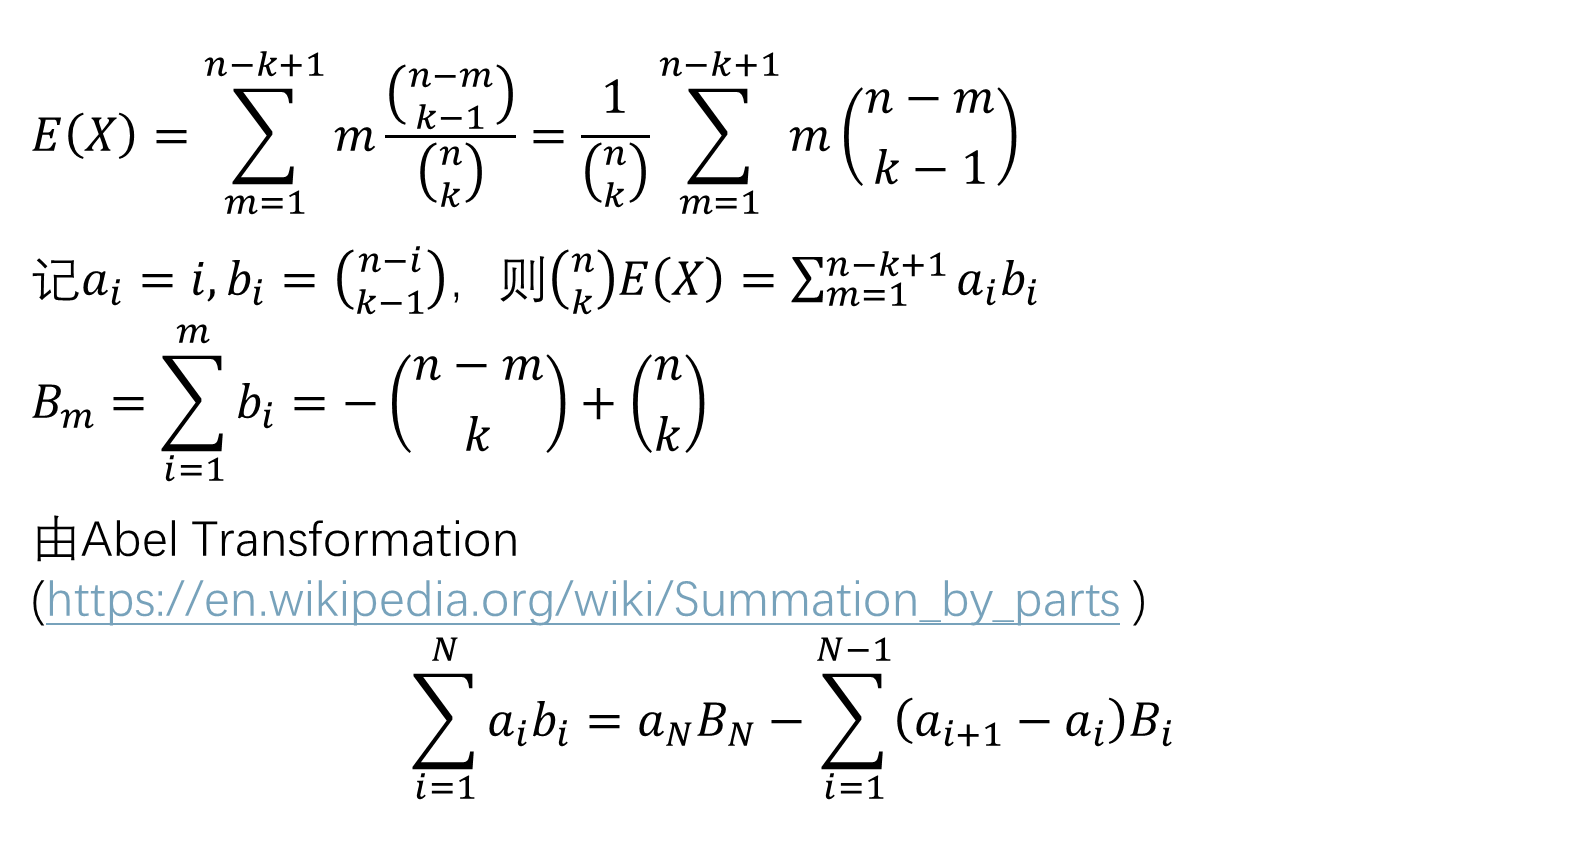 E(X) = \sum_{m=1}^{n-k+1} m \frac{\binom{n-m}{k-1}}{\binom{n}{k}} = \frac{1}{\binom{n}{k}} \sum_{m=1}^{n-k+1} m \binom{n-m}{k-1}
记a_i = i, b_i = \binom{n-i}{k-1}，则\binom{n}{k}E(X) = \sum_{m=1}^{n-k+1} a_i b_i
B_m = \sum_{i=1}^{m} b_i = -\binom{n-m}{k} + \binom{n}{k}
由Abel Transformation
(https://en.wikipedia.org/wiki/Summation_by_parts )
\sum_{i=1}^{N} a_i b_i = a_N B_N - \sum_{i=1}^{N-1} (a_{i+1} - a_i) B_i